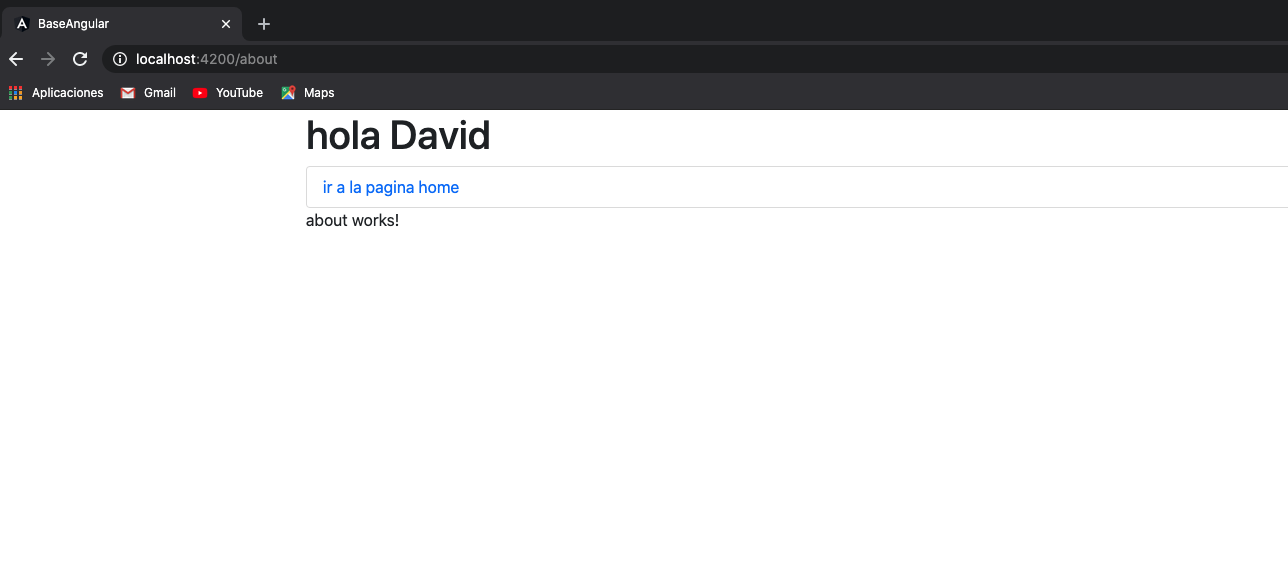 BaseAngular
localhost:4200/about
Aplicaciones Gmail YouTube Maps
hola David
ir a la pagina home
about works!